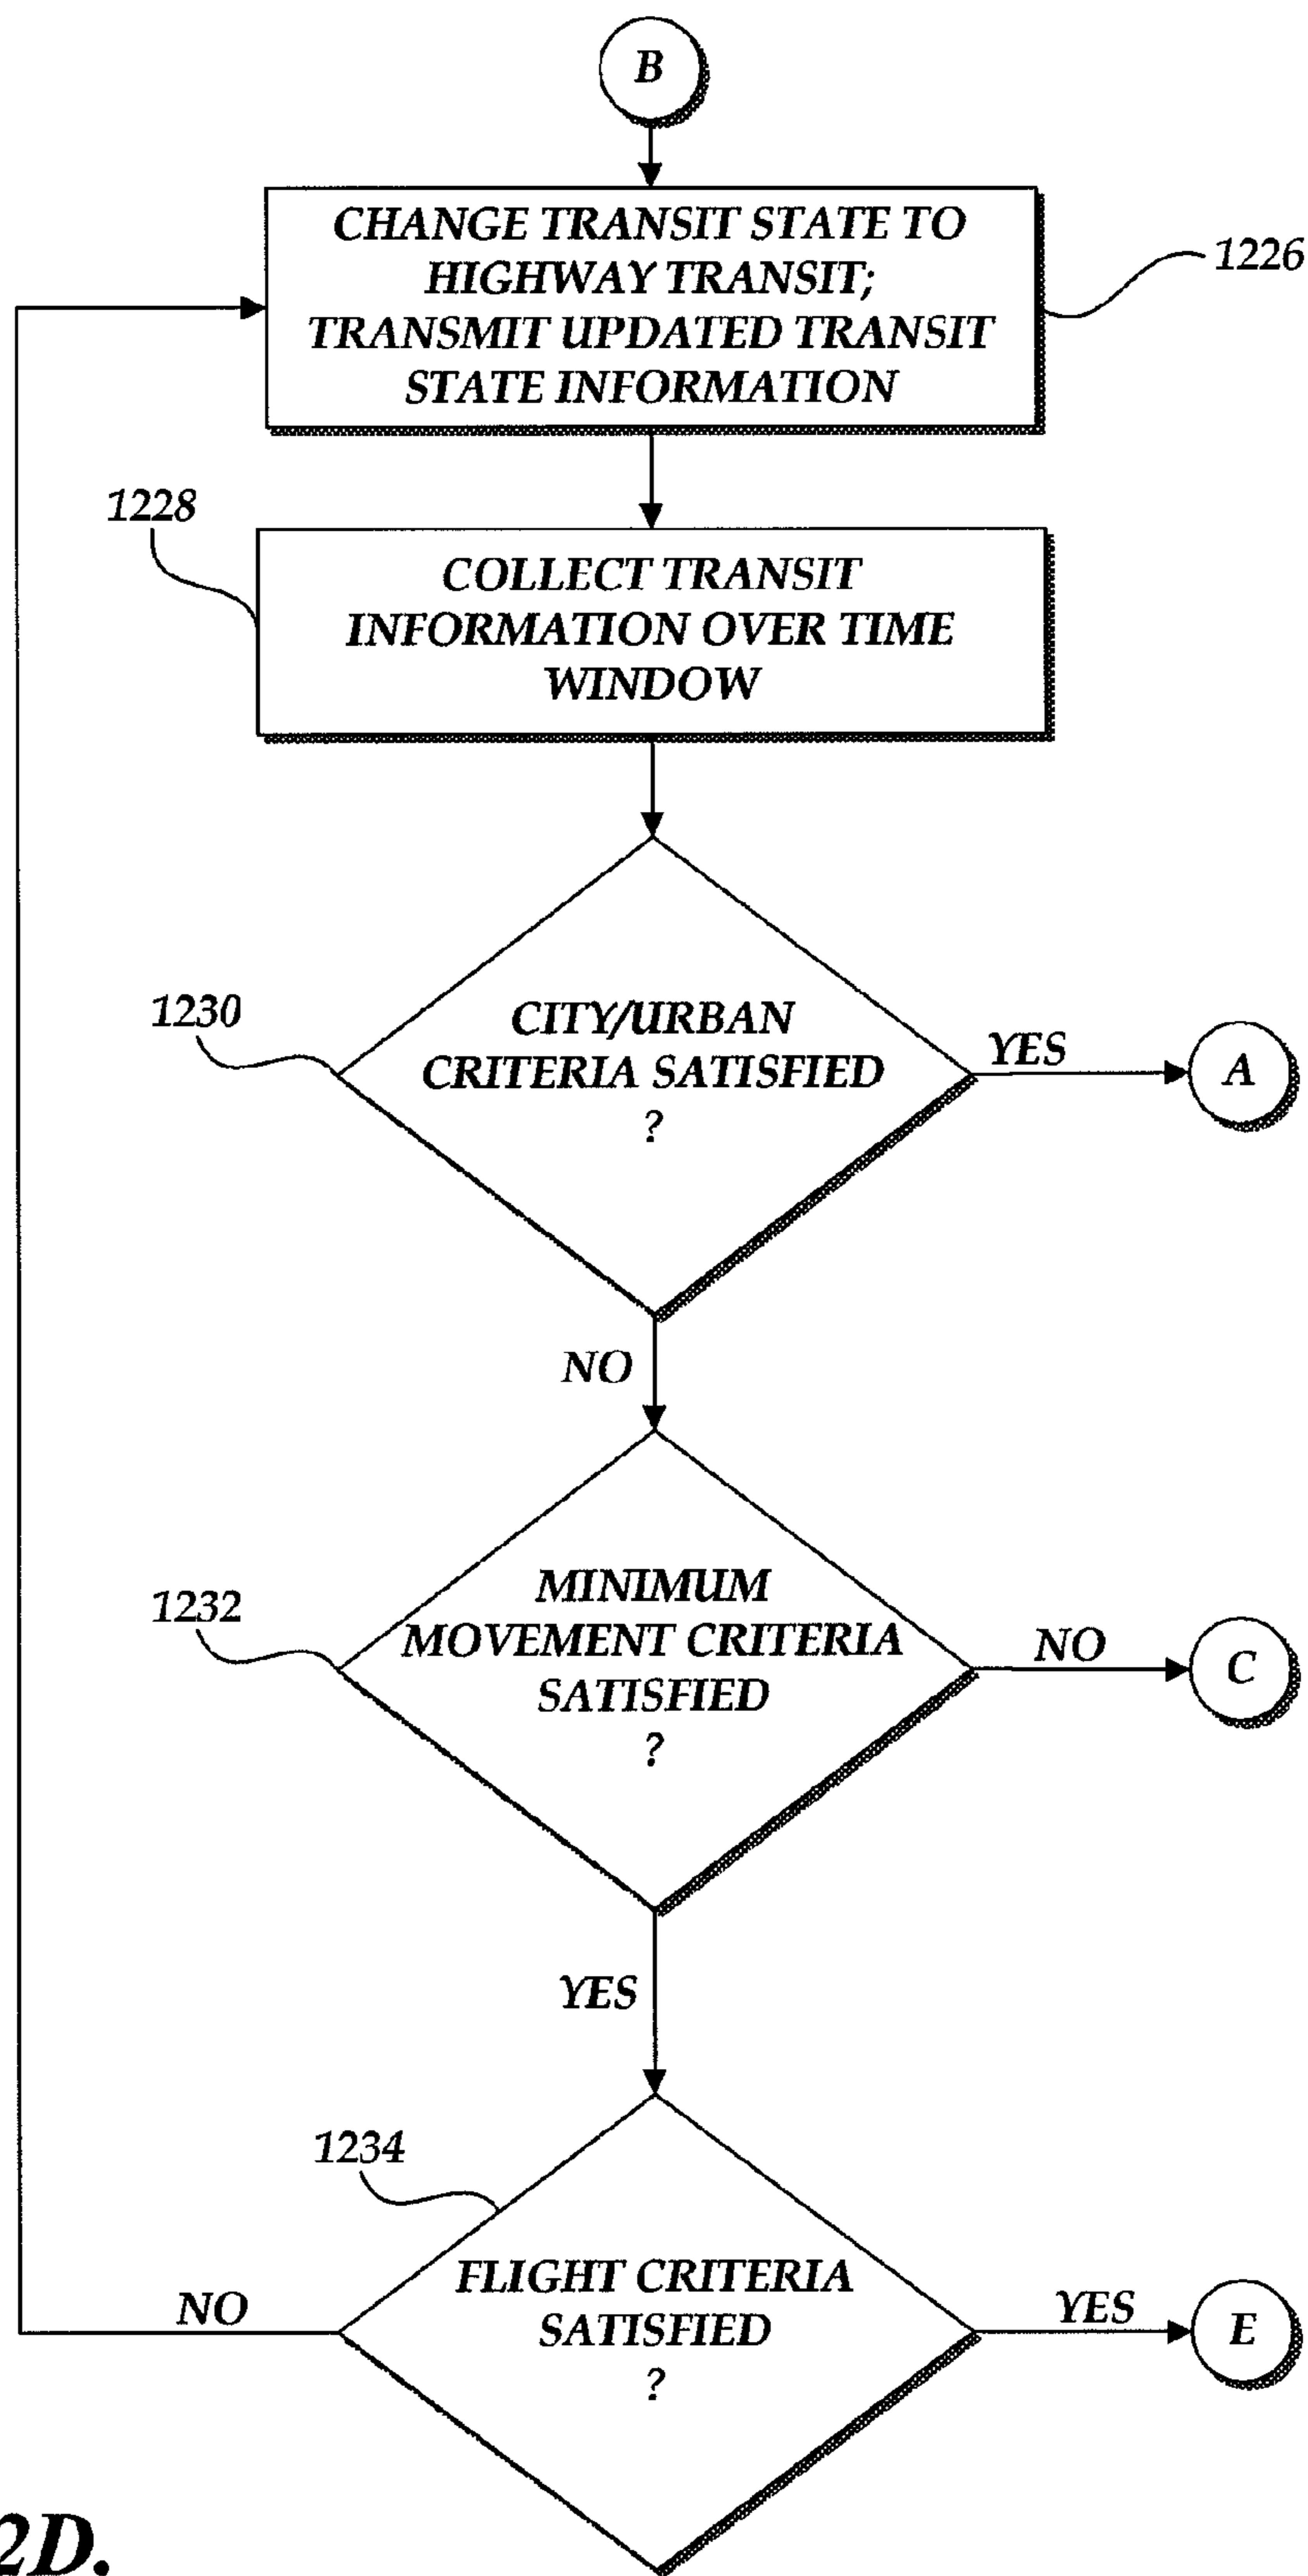 B
CHANGE TRANSIT STATE TO
HIGHWAY TRANSIT;
TRANSMIT UPDATED TRANSIT
STATE INFORMATION
1226
1228
COLLECT TRANSIT
INFORMATION OVER TIME
WINDOW
1230
CITY/URBAN
CRITERIA SATISFIED
?
YES
A
NO
1232
MINIMUM
MOVEMENT CRITERIA
SATISFIED
?
NO
C
YES
1234
FLIGHT CRITERIA
SATISFIED
?
NO
YES
E
2D.